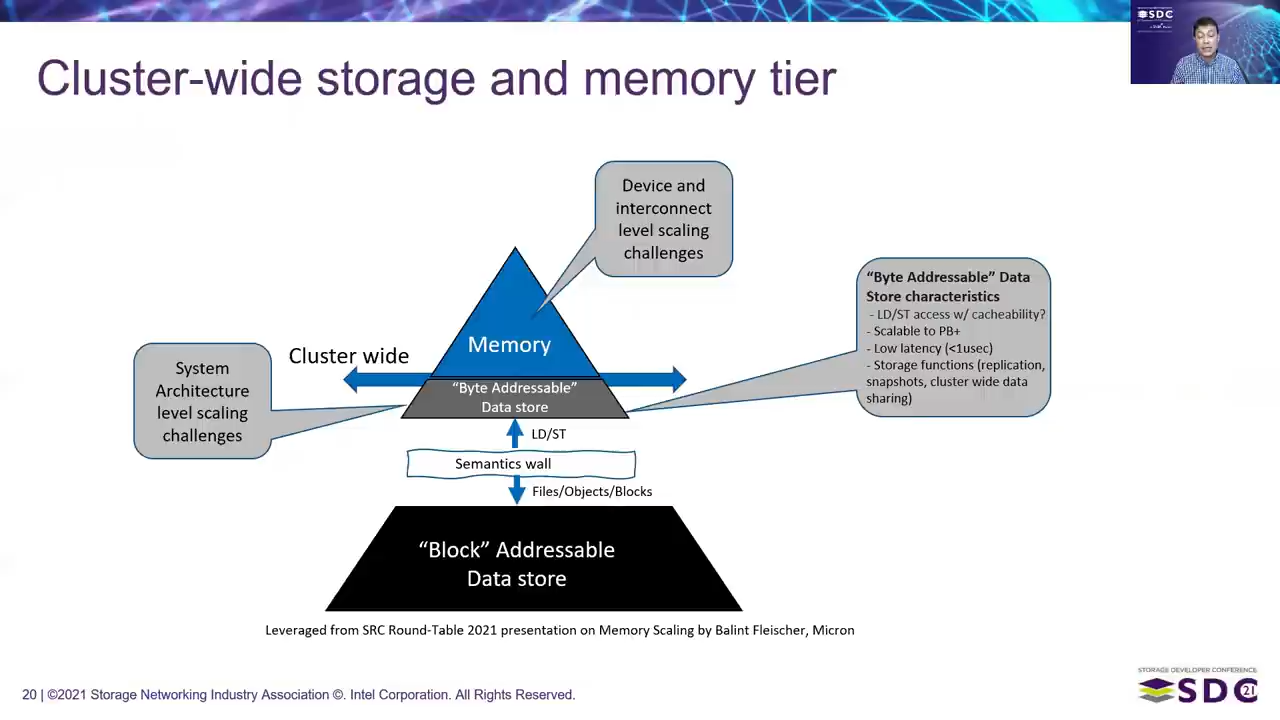 SDC
Cluster-wide storage and memory tier
Device and
interconnect
level scaling
challenges
“Byte Addressable” Data
Store characteristics
- LD/ST access w/ cacheability?
- Scalable to PB+
- Low latency (<1usec)
- Storage functions (replication,
snapshots, cluster wide data
sharing)
Memory
Cluster wide
System
Architecture
level scaling
challenges
“Byte Addressable”
Data store
LD/ST
Semantics wall
Files/Objects/Blocks
“Block” Addressable
Data store
Leveraged from SRC Round-Table 2021 presentation on Memory Scaling by Balint Fleischer, Micron
20 | ©2021 Storage Networking Industry Association ©. Intel Corporation. All Rights Reserved.
STORAGE DEVELOPER CONFERENCE
SDC 21